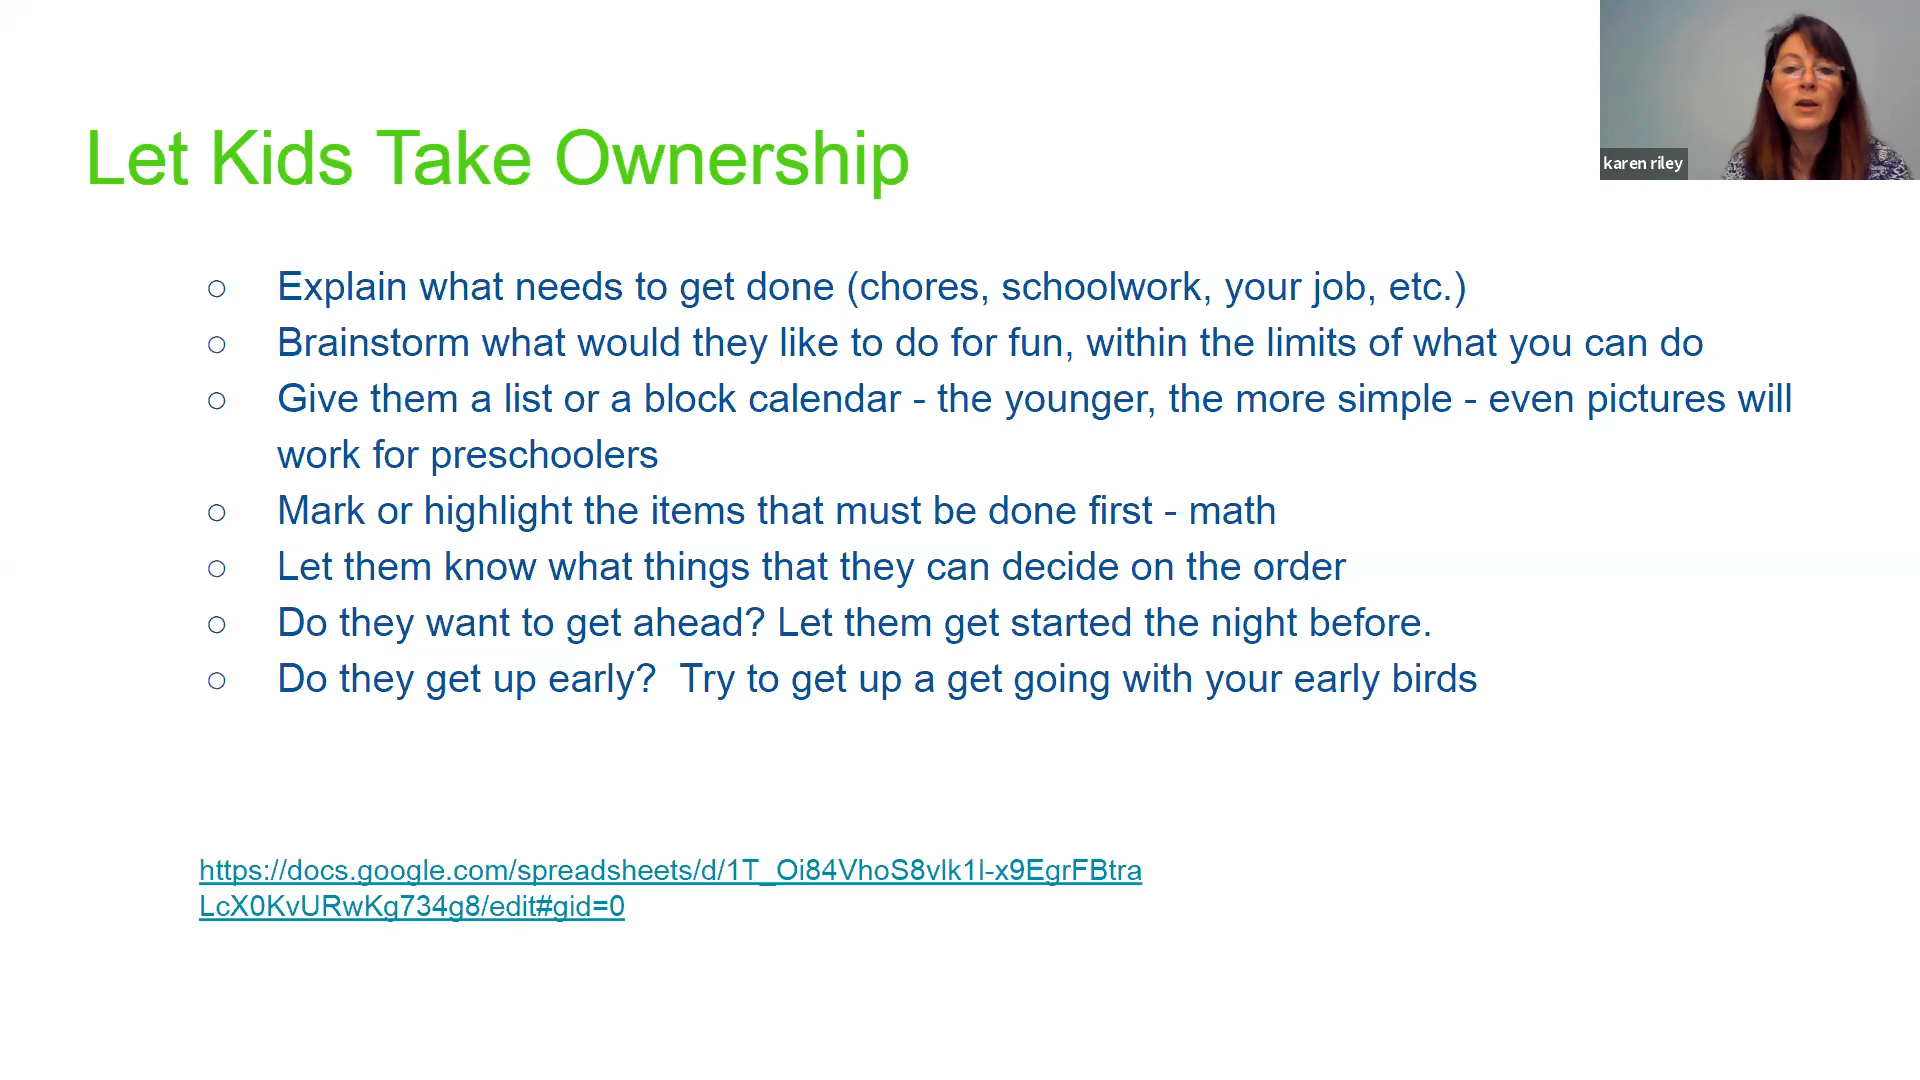 Let Kids Take Ownership
karen riley
○ Explain what needs to get done (chores, schoolwork, your job, etc.)
○ Brainstorm what would they like to do for fun, within the limits of what you can do
○ Give them a list or a block calendar - the younger, the more simple - even pictures will
work for preschoolers
○ Mark or highlight the items that must be done first - math
○ Let them know what things that they can decide on the order
○ Do they want to get ahead? Let them get started the night before.
○ Do they get up early?  Try to get up a get going with your early birds
https://docs.google.com/spreadsheets/d/1T_Oi84VhoS8vlk1l-x9EgrFBtra
LcX0KvURwKg734g8/edit#gid=0